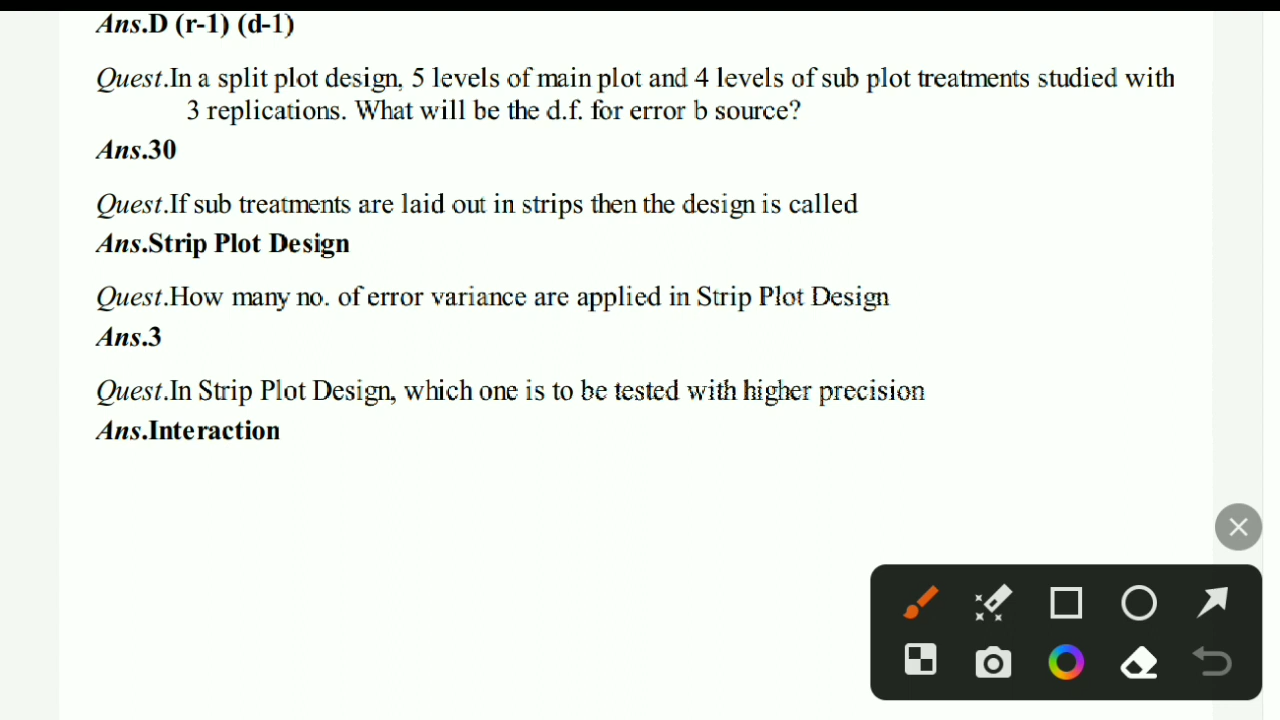 Ans.D (r-1) (d-1)
Quest.In a split plot design, 5 levels of main plot and 4 levels of sub plot treatments studied with
3 replications. What will be the d.f. for error b source?
Ans.30
Quest.If sub treatments are laid out in strips then the design is called
Ans.Strip Plot Design
Quest.How many no. of error variance are applied in Strip Plot Design
Ans.3
Quest.In Strip Plot Design, which one is to be tested with higher precision
Ans.Interaction